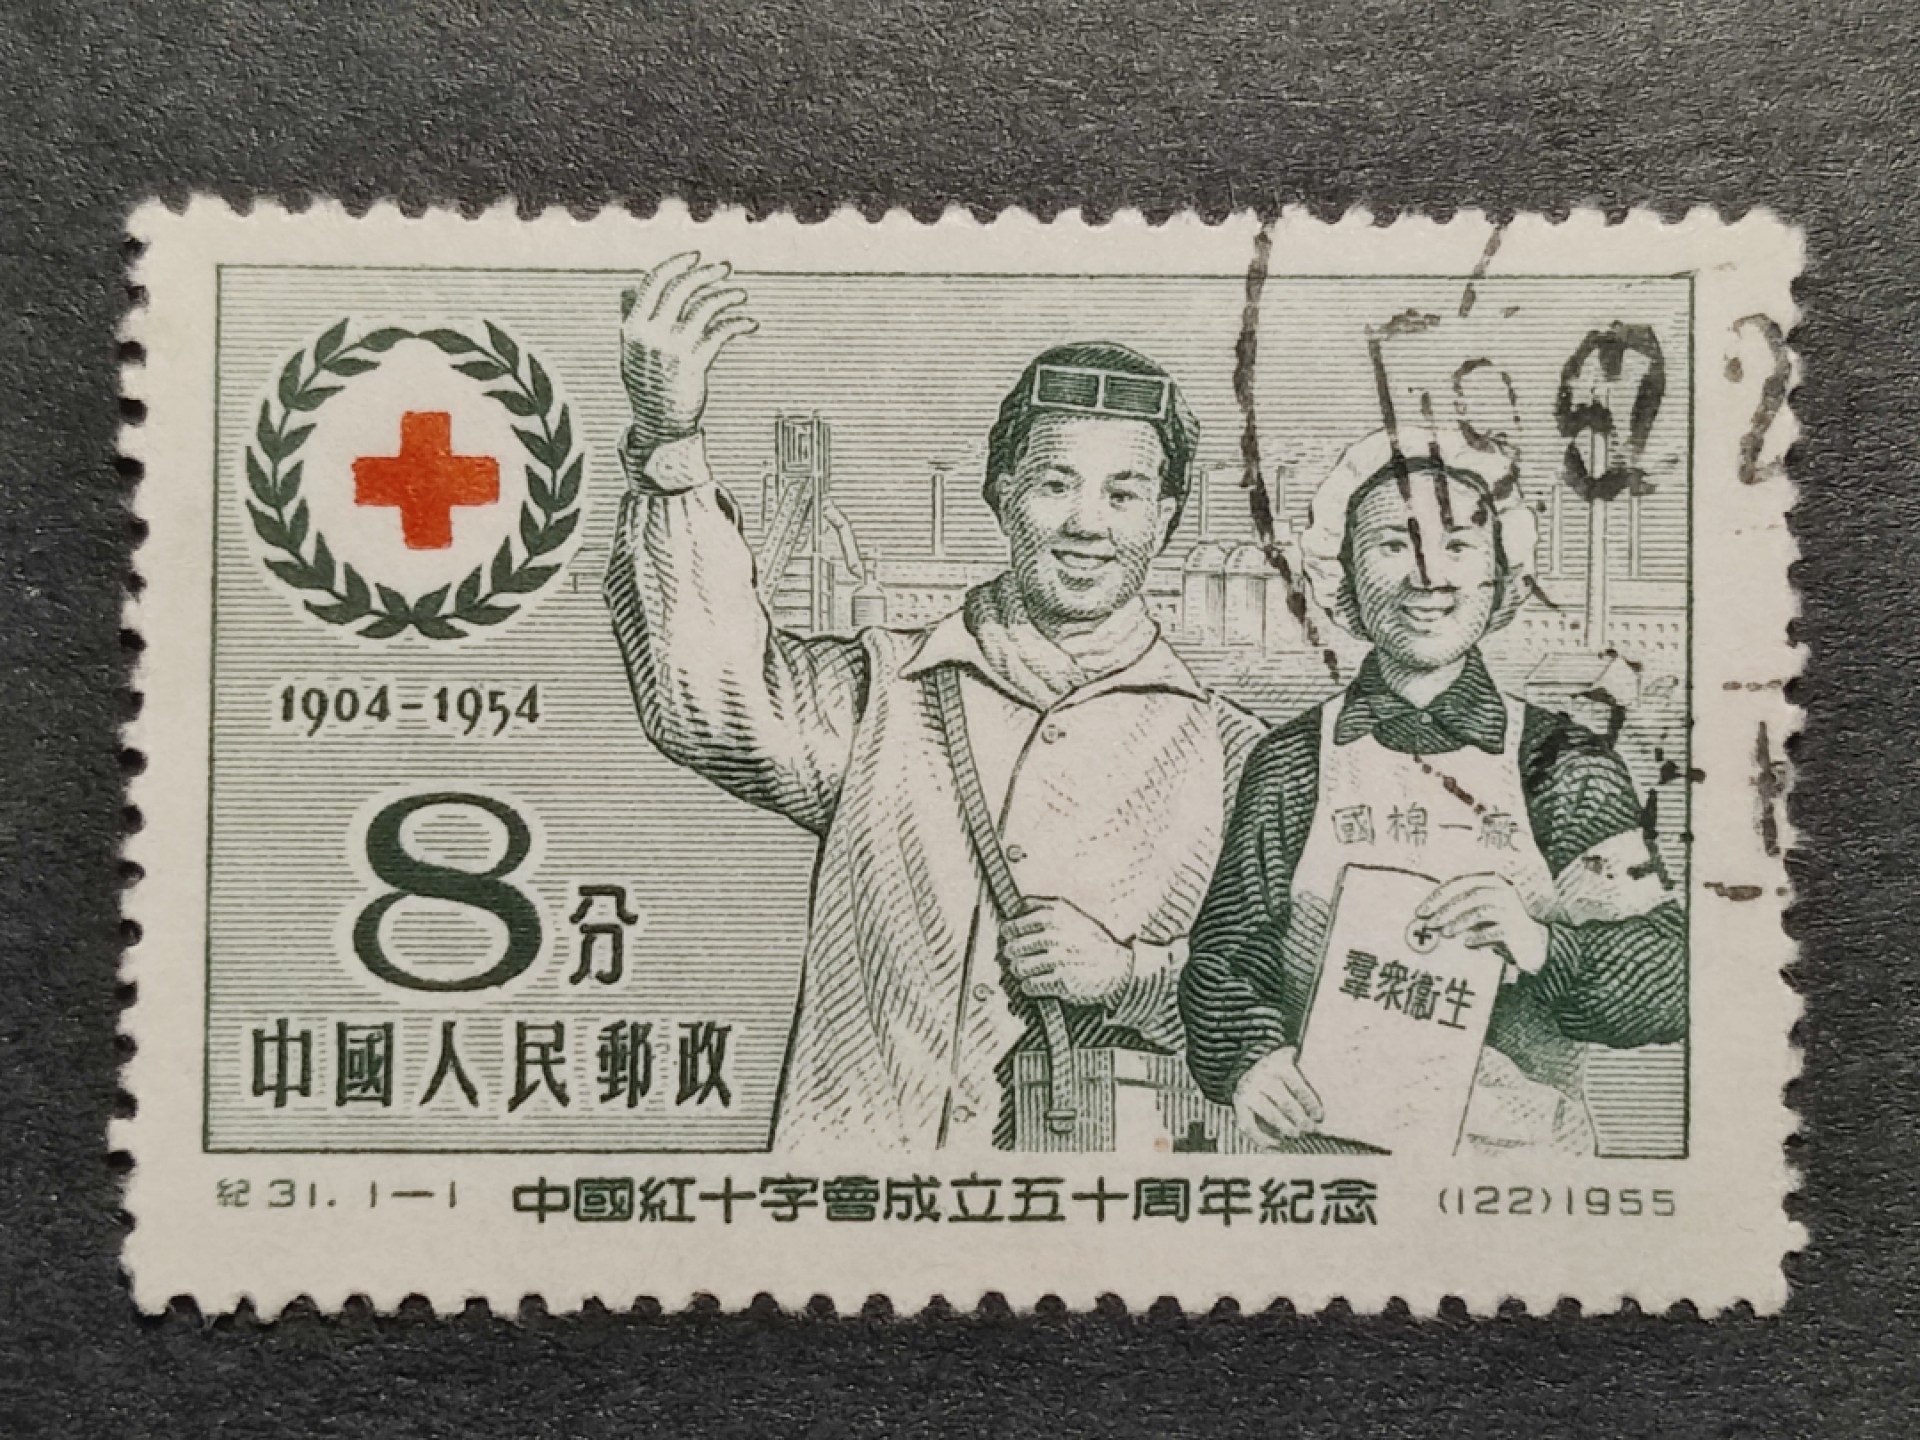 1904-1954
8分
中國人民郵政
國棉一廠
羣衆衞生
紀31.1-1 中國紅十字會成立五十周年紀念 (122)1955